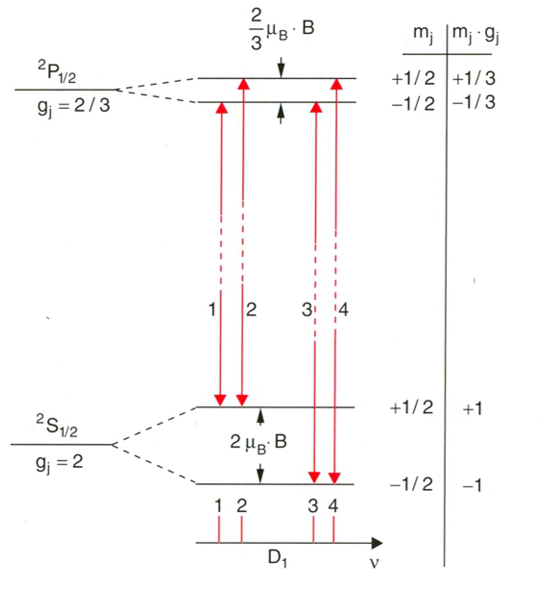 2/3 μB · B
mj mj · gj
²P1/2
gj = 2/3
+1/2 +1/3
−1/2 −1/3
1 2 3 4
²S1/2
gj = 2
2 μB · B
+1/2 +1
−1/2 −1
1 2 3 4
D1
ν